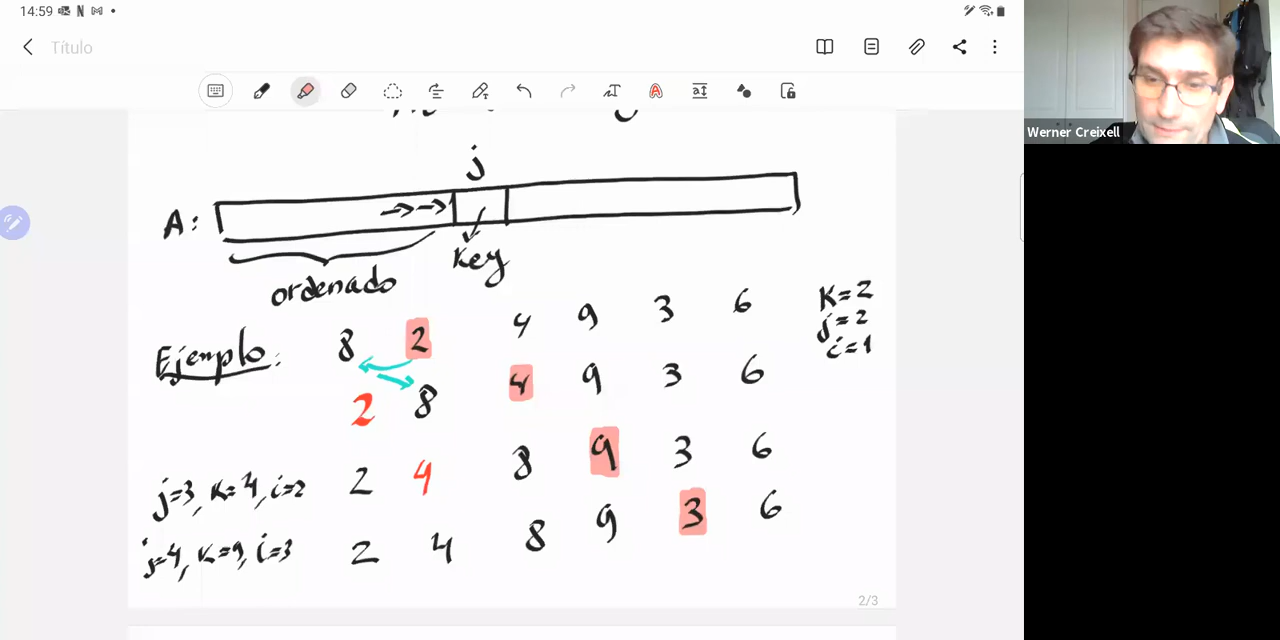 14:59
Título
Werner Creixell
j
A:
key
ordenado
K=2
j=2
i=1
Ejemplo: 8 2 4 9 3 6
2 8 4 9 3 6
j=3, K=4, i=2 2 4 8 9 3 6
j=4, K=9, i=3 2 4 8 9 3 6
2/3